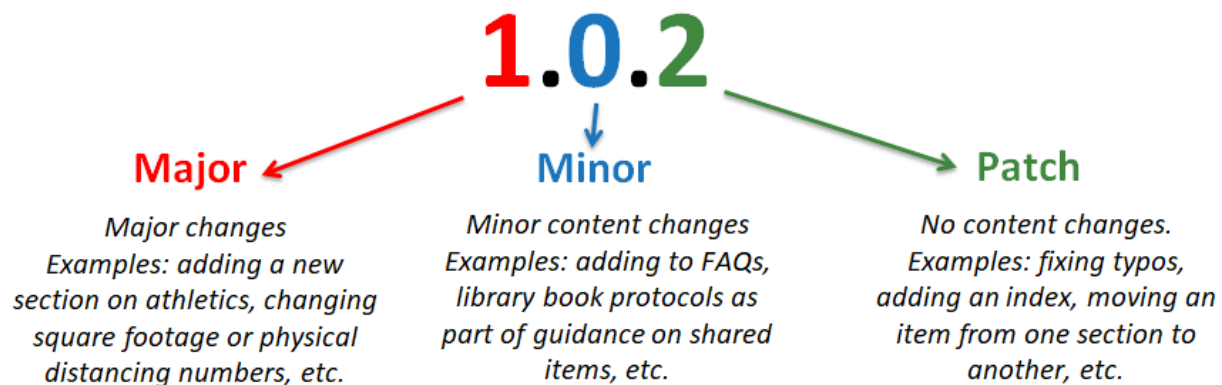 1.0.2
Major
Major changes
Examples: adding a new
section on athletics, changing
square footage or physical
distancing numbers, etc.
Minor
Minor content changes
Examples: adding to FAQs,
library book protocols as
part of guidance on shared
items, etc.
Patch
No content changes.
Examples: fixing typos,
adding an index, moving an
item from one section to
another, etc.